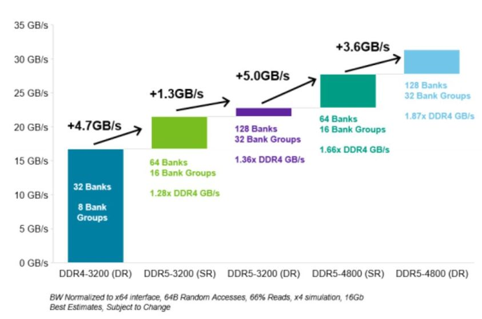 35 GB/s
30 GB/s
25 GB/s
20 GB/s
15 GB/s
10 GB/s
5 GB/s
0 GB/s
+4.7GB/s
+1.3GB/s
+5.0GB/s
+3.6GB/s
32 Banks
8 Bank
Groups
64 Banks
16 Bank Groups
1.28x DDR4 GB/s
128 Banks
32 Bank Groups
1.36x DDR4 GB/s
64 Banks
16 Bank Groups
1.66x DDR4 GB/s
128 Banks
32 Bank Groups
1.87x DDR4 GB/s
DDR4-3200 (DR)
DDR5-3200 (SR)
DDR5-3200 (DR)
DDR5-4800 (SR)
DDR5-4800 (DR)
BW Normalized to x64 interface, 64B Random Accesses, 66% Reads, x4 simulation, 16Gb
Best Estimates, Subject to Change